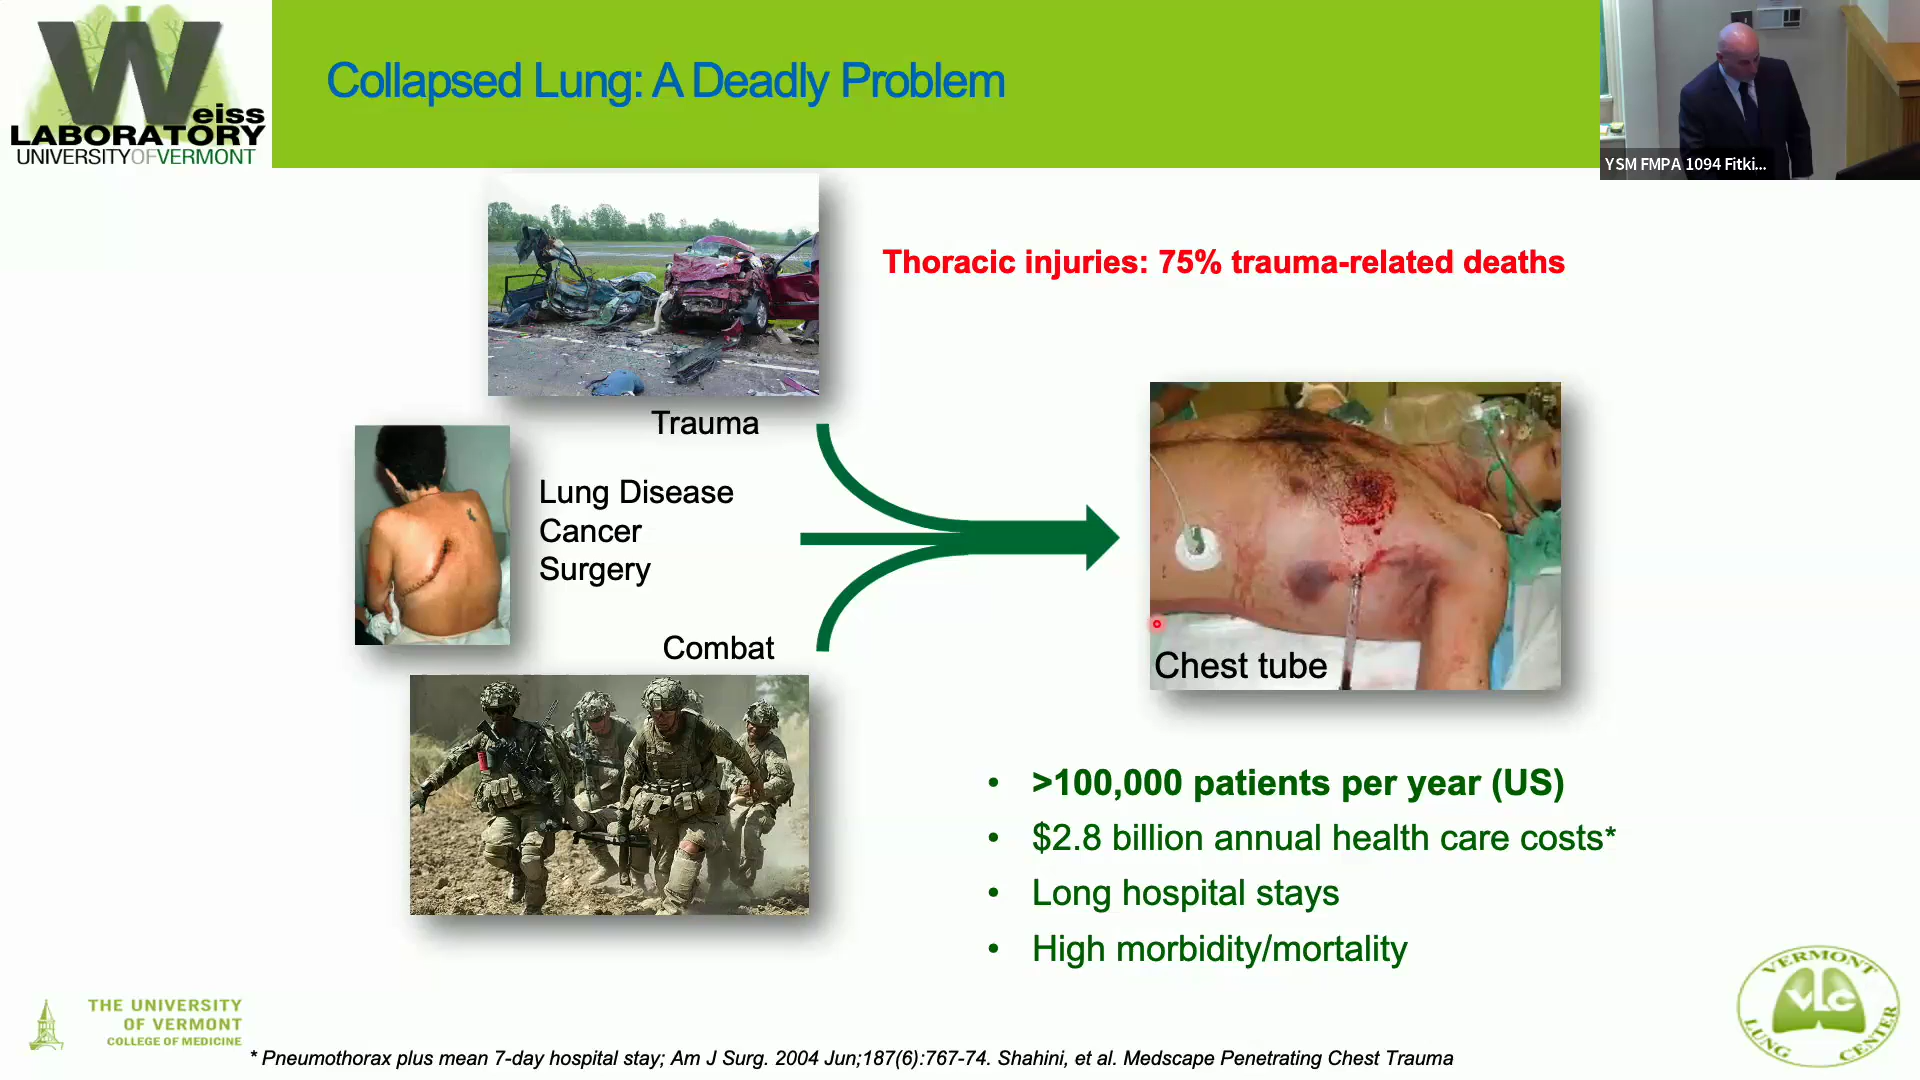 Weiss
LABORATORY
UNIVERSITYOFVERMONT
Collapsed Lung: A Deadly Problem
YSM FMPA 1094 Fitki...
Thoracic injuries: 75% trauma-related deaths
Trauma
Lung Disease
Cancer
Surgery
Combat
Chest tube
• >100,000 patients per year (US)
• $2.8 billion annual health care costs*
• Long hospital stays
• High morbidity/mortality
THE UNIVERSITY
OF VERMONT
COLLEGE OF MEDICINE
VERMONT
VLC
LUNG CENTER
* Pneumothorax plus mean 7-day hospital stay; Am J Surg. 2004 Jun;187(6):767-74. Shahini, et al. Medscape Penetrating Chest Trauma